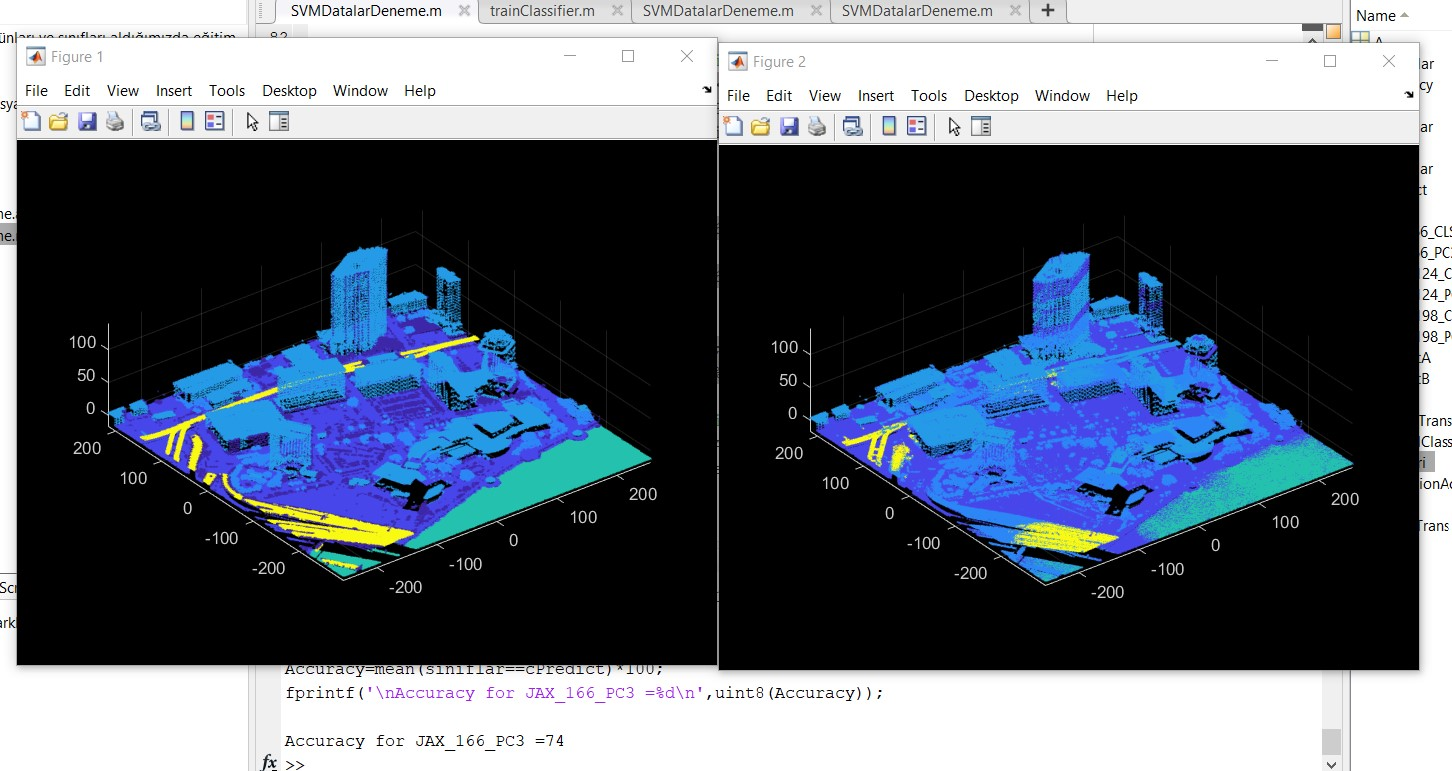 SVMDatalarDeneme.m
trainClassifier.m
SVMDatalarDeneme.m
SVMDatalarDeneme.m
Name
Figure 1
File Edit View Insert Tools Desktop Window Help
100
50
0
200
100
0
-100
-200
-200
-100
0
100
200
Figure 2
File Edit View Insert Tools Desktop Window Help
100
50
0
200
100
0
-100
-200
-200
-100
0
100
200
Accuracy=mean(siniflar==cPredict)*100;
fprintf('\nAccuracy for JAX_166_PC3 =%d\n',uint8(Accuracy));
Accuracy for JAX_166_PC3 =74
fx >>